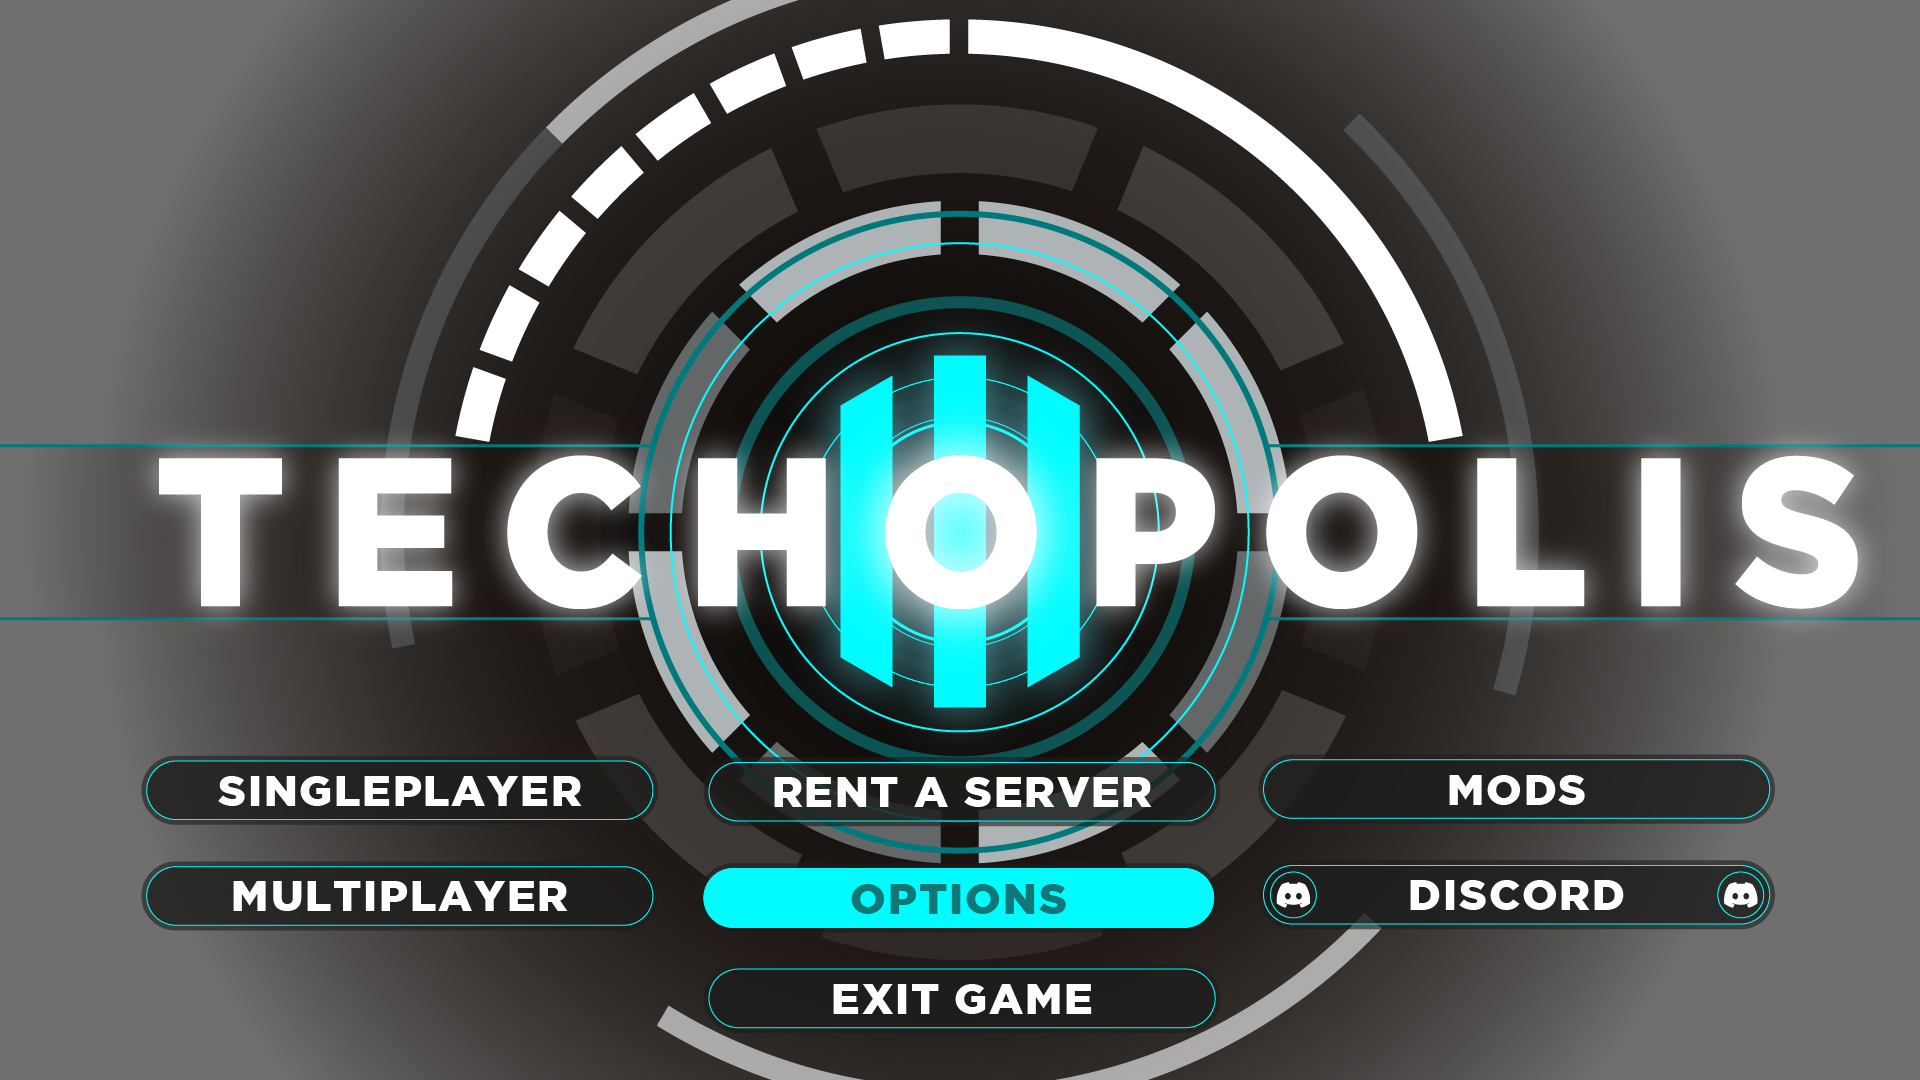 TECHOPOLIS
SINGLEPLAYER
RENT A SERVER
MODS
MULTIPLAYER
OPTIONS
DISCORD
EXIT GAME